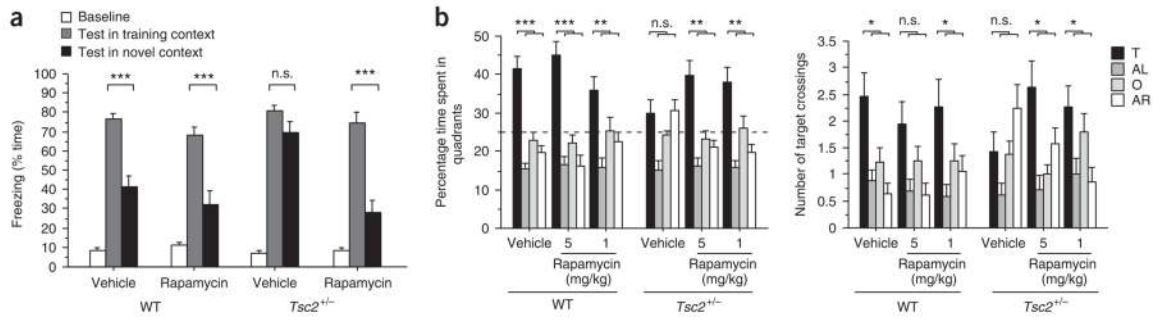 a
Baseline
Test in training context
Test in novel context
Freezing (% time)
100
90
80
70
60
50
40
30
20
10
0
***
***
n.s.
***
Vehicle
Rapamycin
Vehicle
Rapamycin
WT
Tsc2+/–
b
Percentage time spent in
quadrants
50
40
30
20
10
0
***
***
**
n.s.
**
**
Vehicle
5
1
Vehicle
5
1
Rapamycin
(mg/kg)
Rapamycin
(mg/kg)
WT
Tsc2+/–
Number of target crossings
3.5
3
2.5
2
1.5
1
0.5
0
*
n.s.
*
n.s.
*
*
Vehicle
5
1
Vehicle
5
1
Rapamycin
(mg/kg)
Rapamycin
(mg/kg)
WT
Tsc2+/–
T
AL
O
AR